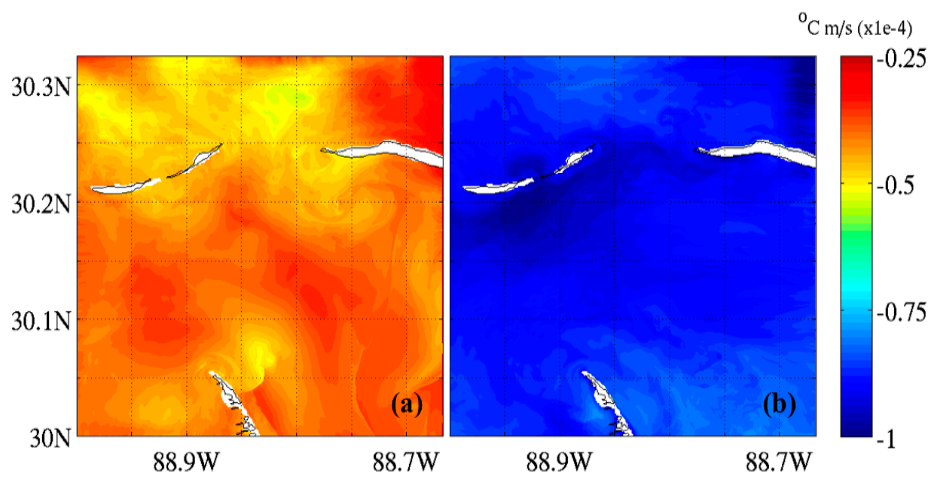 °C m/s (x1e-4)
30.3N
30.2N
30.1N
30N
(a)
(b)
88.9W
88.7W
88.9W
88.7W
-0.25
-0.5
-0.75
-1